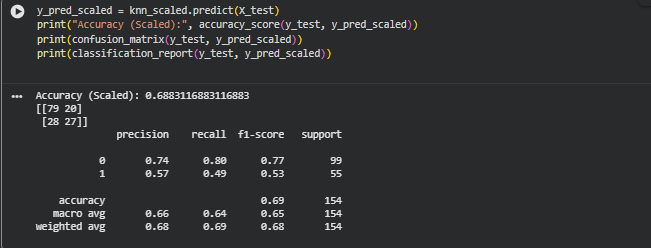 y_pred_scaled = knn_scaled.predict(X_test)
print("Accuracy (Scaled):", accuracy_score(y_test, y_pred_scaled))
print(confusion_matrix(y_test, y_pred_scaled))
print(classification_report(y_test, y_pred_scaled))
Accuracy (Scaled): 0.6883116883116883
[[79 20]
 [28 27]]
              precision    recall  f1-score   support

           0       0.74      0.80      0.77        99
           1       0.57      0.49      0.53        55

    accuracy                           0.69       154
   macro avg       0.66      0.64      0.65       154
weighted avg       0.68      0.69      0.68       154